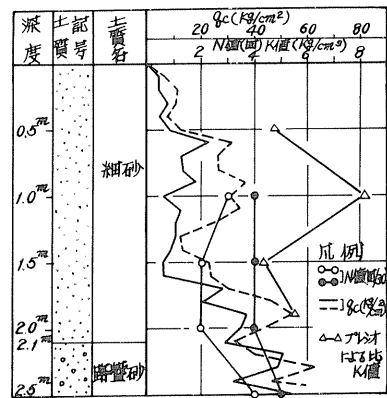 深度
土質記号
土質名
qc(Kg/cm²)
20 40 60 80
N値(回) K値(Kg/cm³)
2 4 6 8
0.5m
1.0m
1.5m
2.0m
2.1m
2.5m
細砂
凡例
N値(回/30
qc(Kg/cm²)
プレシオ
による比
K値